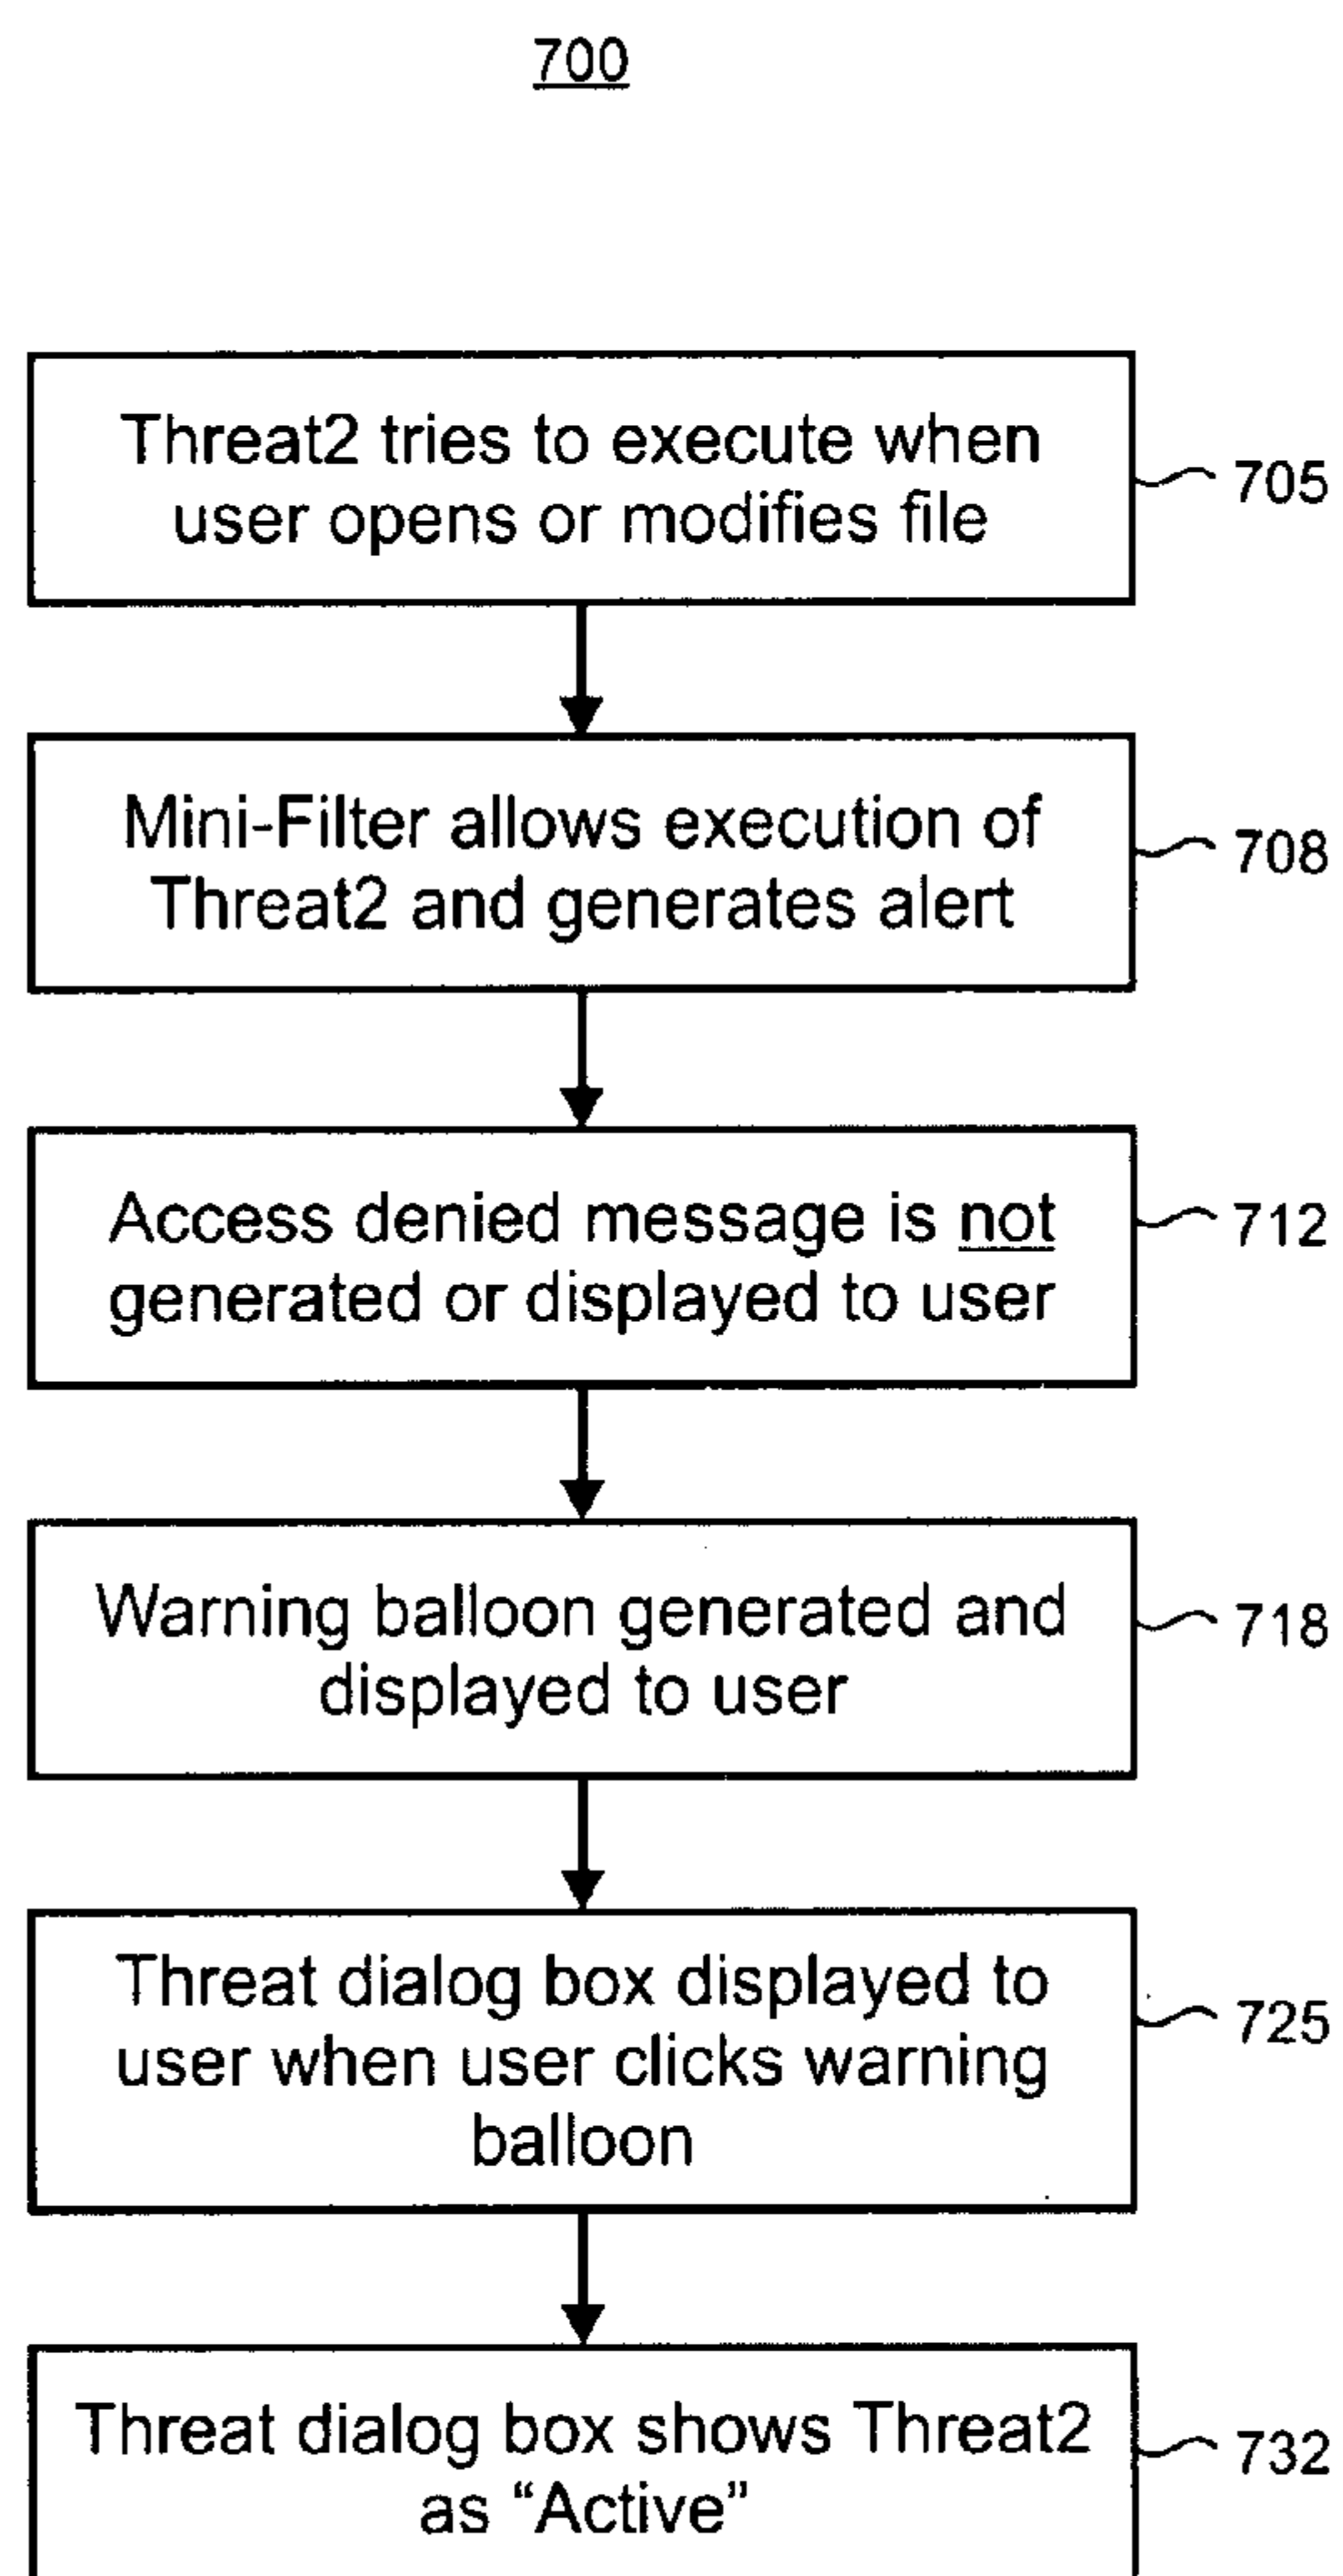 700
Threat2 tries to execute when
user opens or modifies file
705
Mini-Filter allows execution of
Threat2 and generates alert
708
Access denied message is not
generated or displayed to user
712
Warning balloon generated and
displayed to user
718
Threat dialog box displayed to
user when user clicks warning
balloon
725
Threat dialog box shows Threat2
as “Active”
732